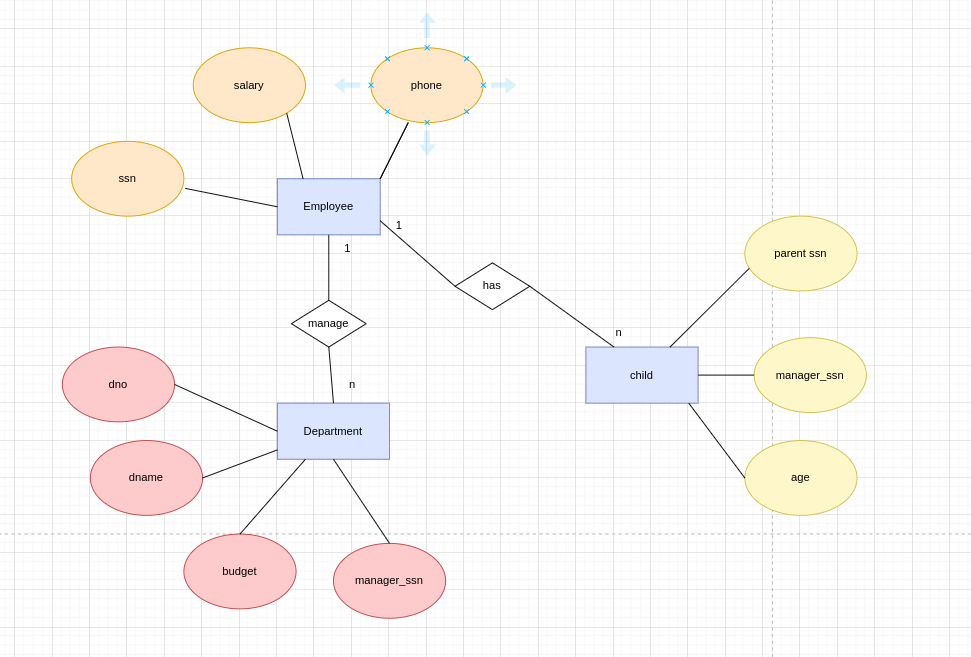 salary
phone
ssn
Employee
1
1
parent ssn
has
manage
n
child
manager_ssn
dno
n
Department
dname
age
budget
manager_ssn